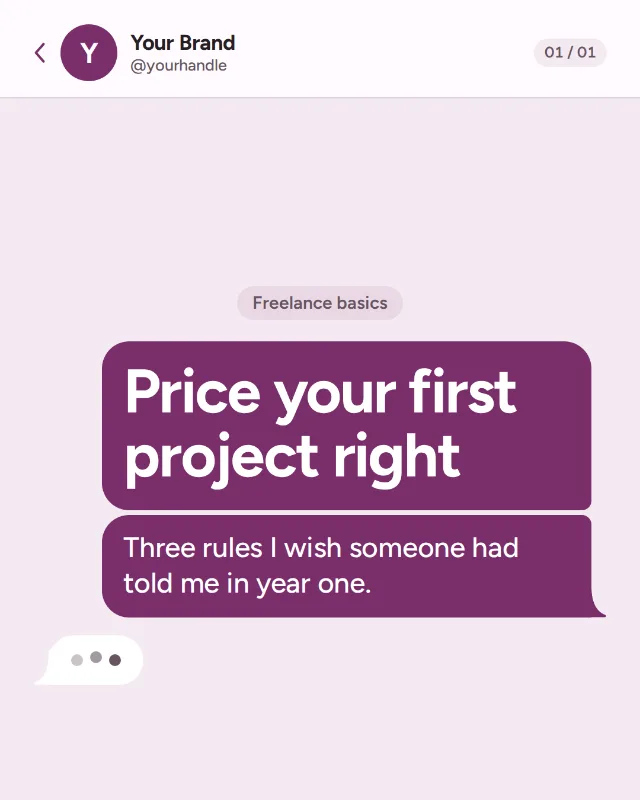 Y
Your Brand
@yourhandle
01 / 01
Freelance basics
Price your first
project right
Three rules I wish someone had
told me in year one.